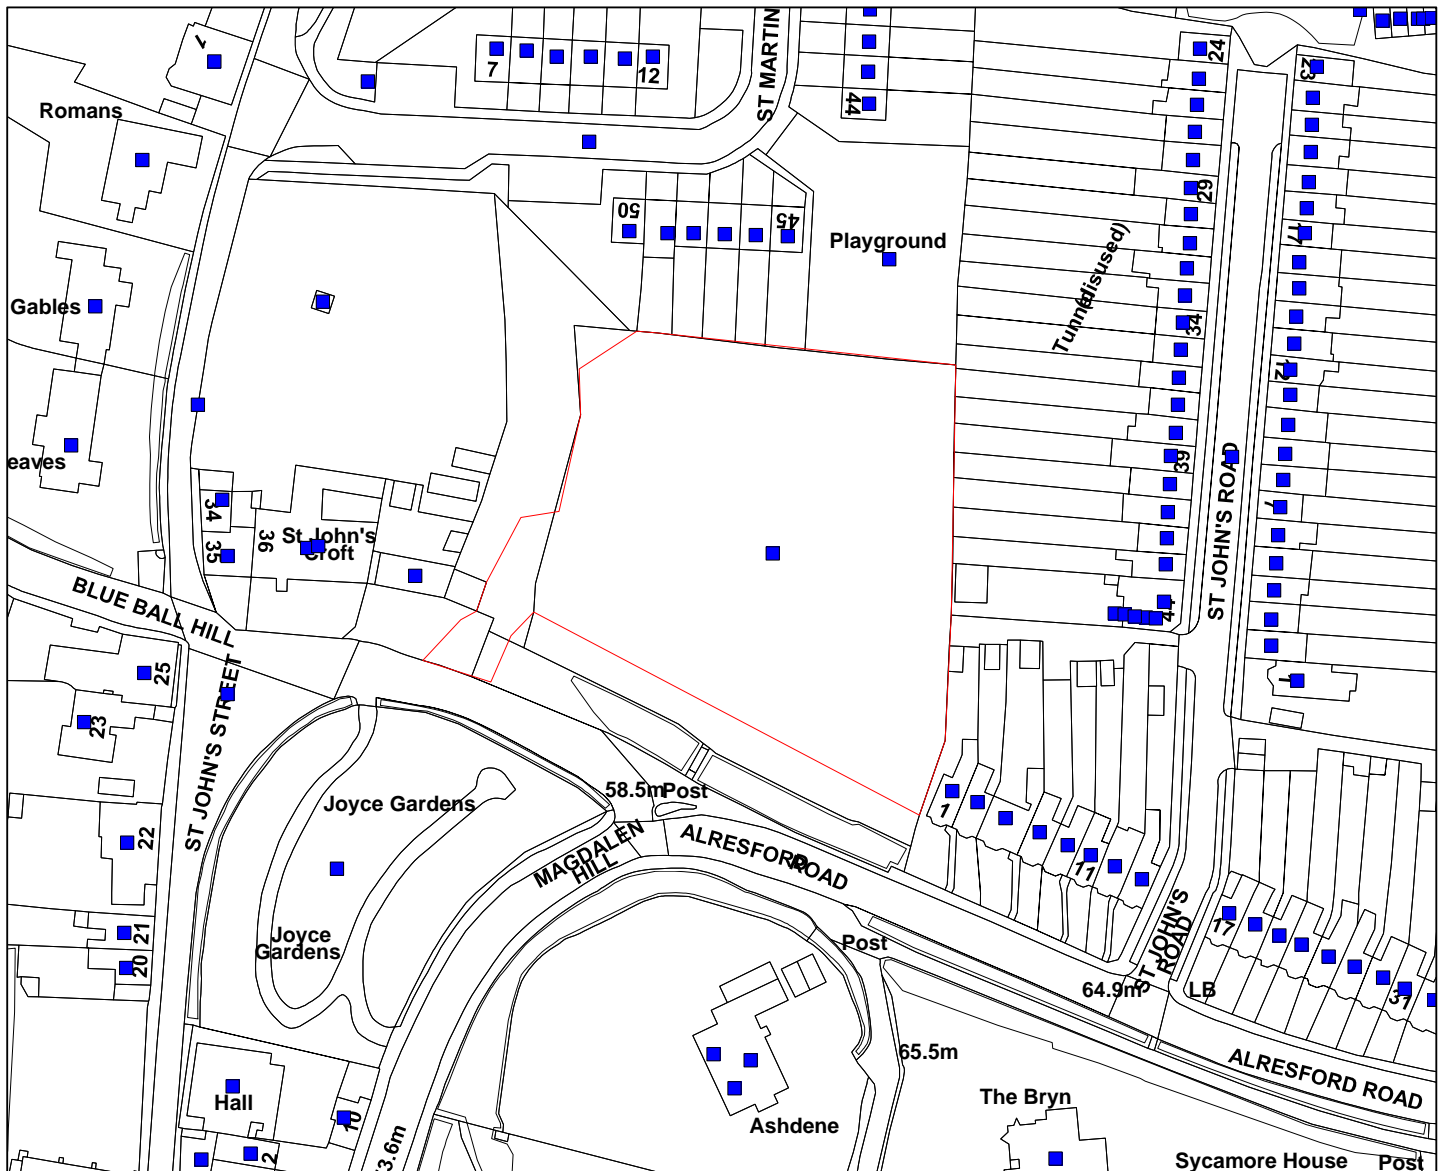 7
12
ST MARTIN
44
24
23
Romans
29
17
50
45
Playground
Tunnel
(disused)
Gables
34
12
39
ST JOHN'S ROAD
eaves
7
34
35
36
St John's
Croft
44
BLUE BALL HILL
25
1
23
ST JOHN'S STREET
Joyce Gardens
58.5m
Post
1
22
MAGDALEN
HILL
ALRESFORD
ROAD
11
21
20
Joyce
Gardens
Post
ST JOHN'S
ROAD
17
64.9m
LB
31
65.5m
ALRESFORD ROAD
Hall
10
The Bryn
Ashdene
2
3.6m
Sycamore House
Post